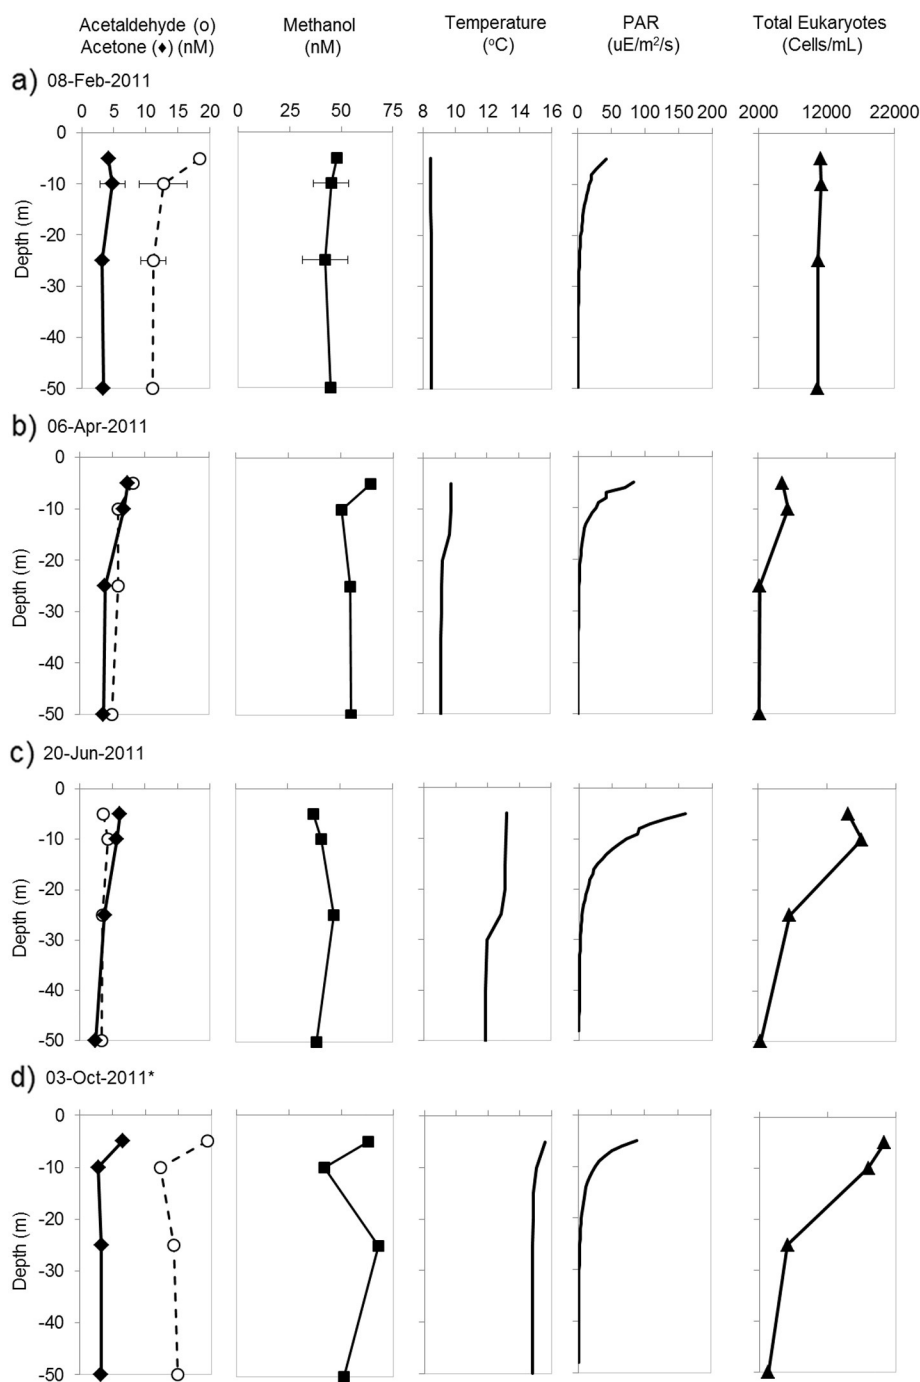 Acetaldehyde (o) Methanol Temperature PAR Total Eukaryotes
Acetone (♦) (nM) (nM) (°C) (uE/m²/s) (Cells/mL)
a) 08-Feb-2011
0 5 10 15 20 0 25 50 75 8 10 12 14 16 0 50 100 150 200 2000 12000 22000
0
-10
-20
-30
-40
-50
Depth (m)
b) 06-Apr-2011
0
-10
-20
-30
-40
-50
Depth (m)
c) 20-Jun-2011
0
-10
-20
-30
-40
-50
Depth (m)
d) 03-Oct-2011*
0
-10
-20
-30
-40
-50
Depth (m)